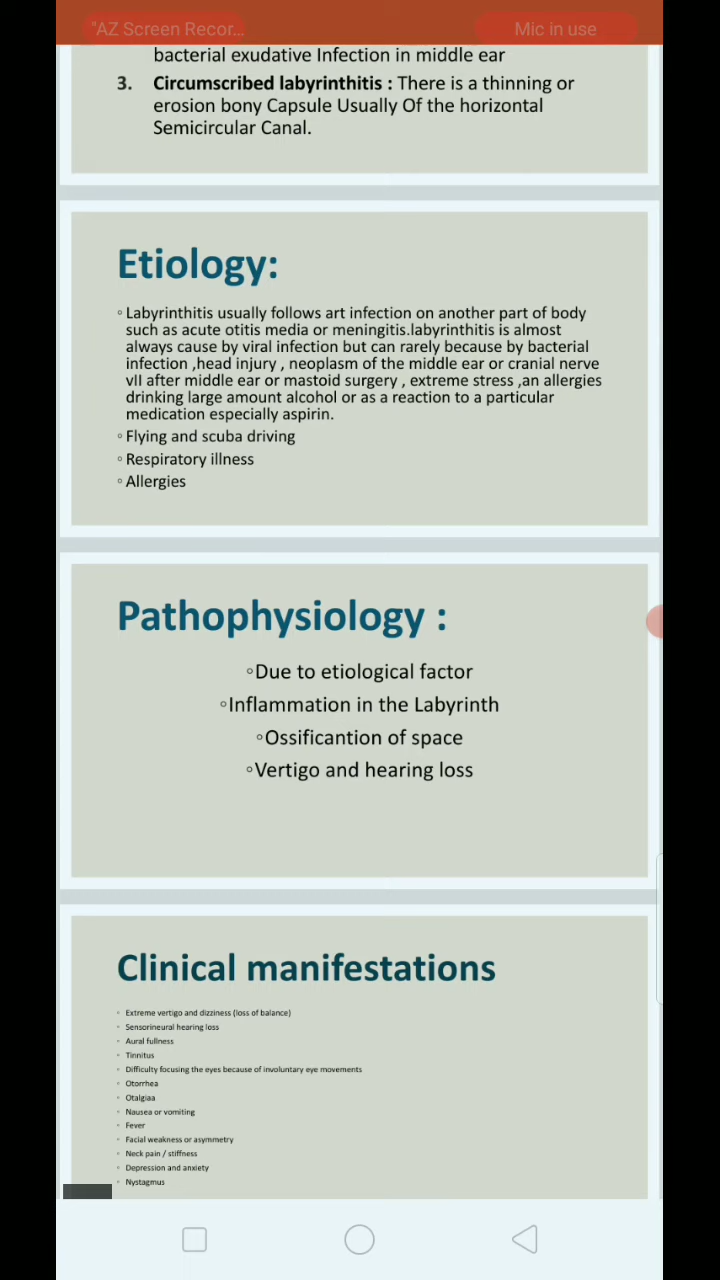 "AZ Screen Recor... Mic in use
bacterial exudative Infection in middle ear
3. Circumscribed labyrinthitis : There is a thinning or
erosion bony Capsule Usually Of the horizontal
Semicircular Canal.
Etiology:
◦ Labyrinthitis usually follows art infection on another part of body
such as acute otitis media or meningitis.labyrinthitis is almost
always cause by viral infection but can rarely because by bacterial
infection ,head injury , neoplasm of the middle ear or cranial nerve
vII after middle ear or mastoid surgery , extreme stress ,an allergies
drinking large amount alcohol or as a reaction to a particular
medication especially aspirin.
◦ Flying and scuba driving
◦ Respiratory illness
◦ Allergies
Pathophysiology :
◦Due to etiological factor
◦Inflammation in the Labyrinth
◦Ossificantion of space
◦Vertigo and hearing loss
Clinical manifestations
◦ Extreme vertigo and dizziness (loss of balance)
◦ Sensorineural hearing loss
◦ Aural fullness
◦ Tinnitus
◦ Difficulty focusing the eyes because of involuntary eye movements
◦ Otorrhea
◦ Otalgiaa
◦ Nausea or vomiting
◦ Fever
◦ Facial weakness or asymmetry
◦ Neck pain / stiffness
◦ Depression and anxiety
◦ Nystagmus